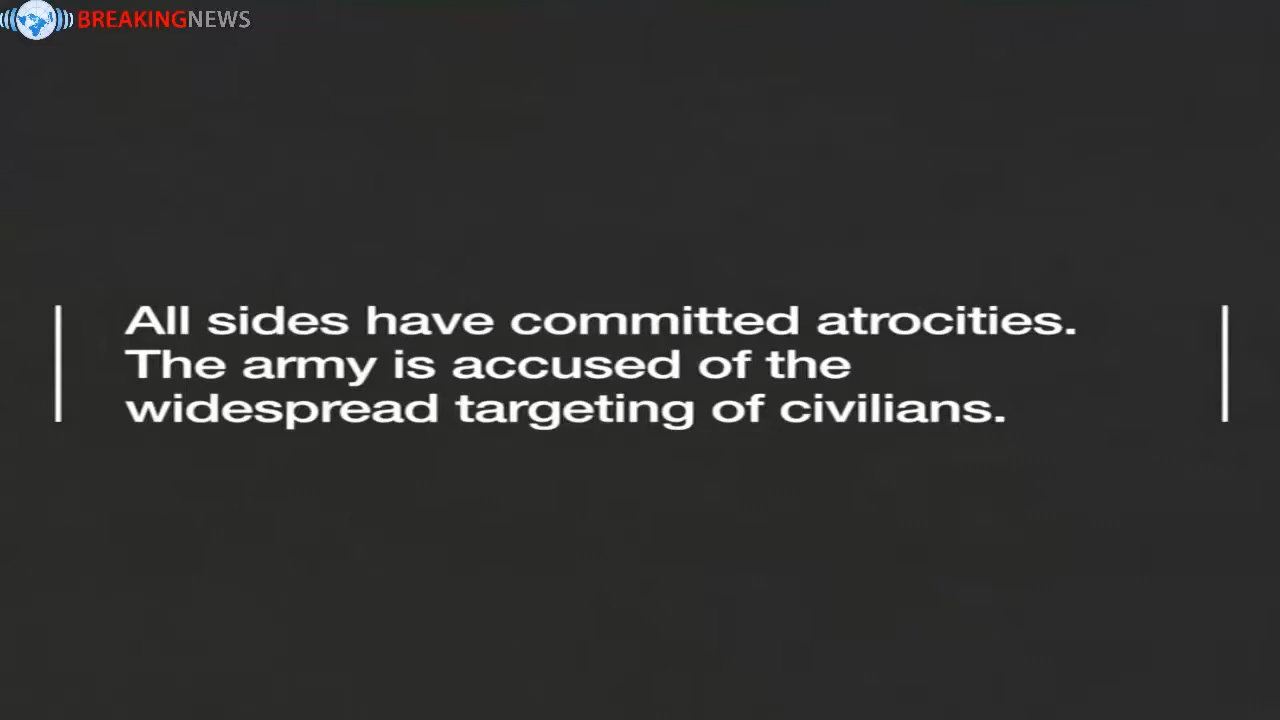 BREAKINGNEWS
All sides have committed atrocities.
The army is accused of the
widespread targeting of civilians.